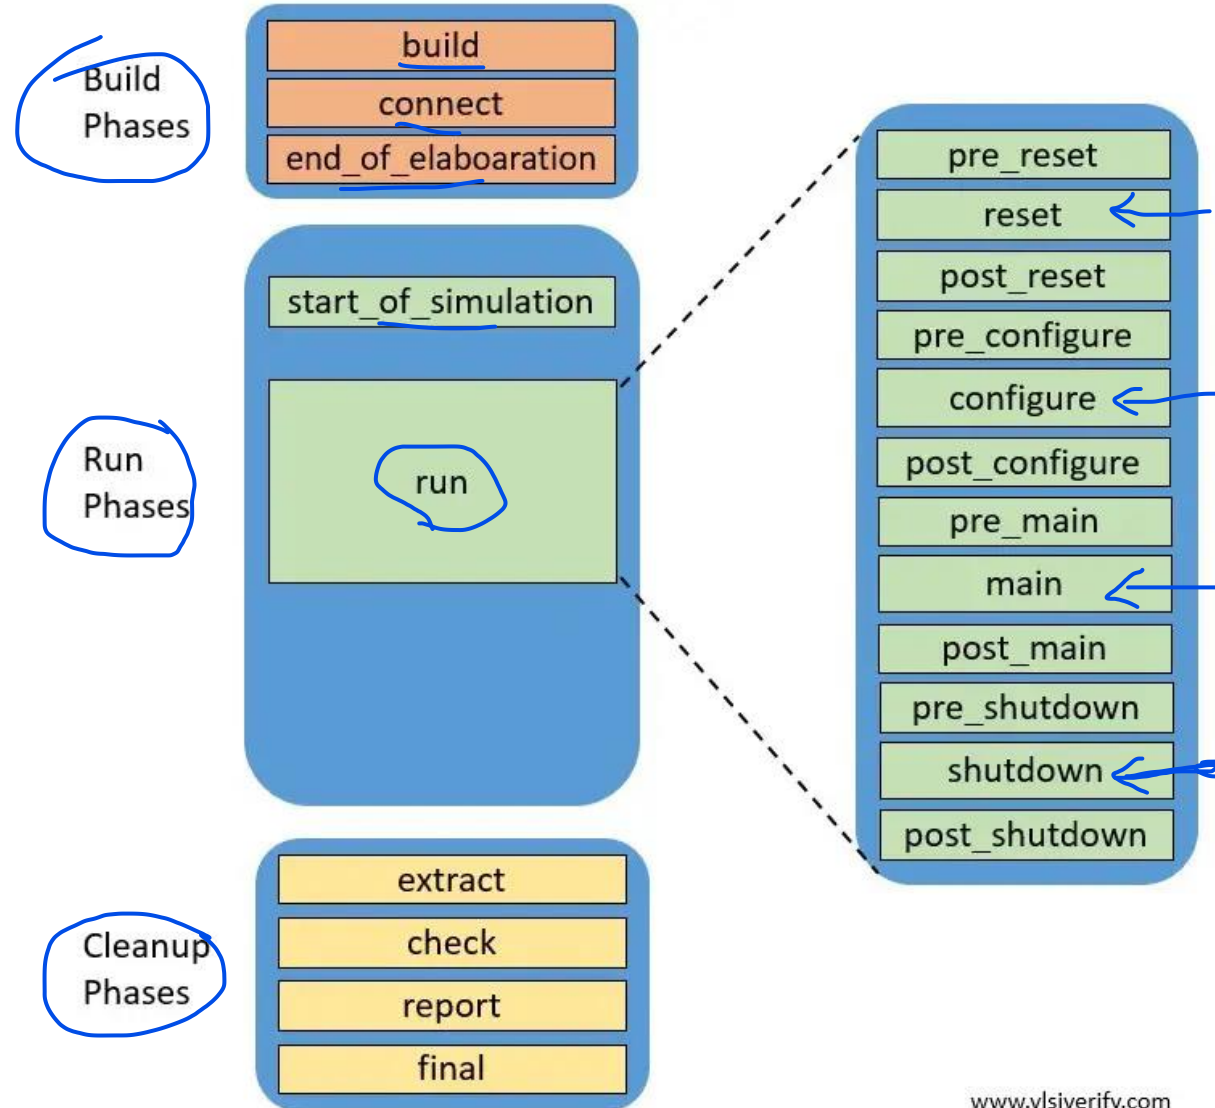 Build
Phases
build
connect
end_of_elaboaration
Run
Phases
start_of_simulation
run
pre_reset
reset
post_reset
pre_configure
configure
post_configure
pre_main
main
post_main
pre_shutdown
shutdown
post_shutdown
Cleanup
Phases
extract
check
report
final
www.vlsiverify.com